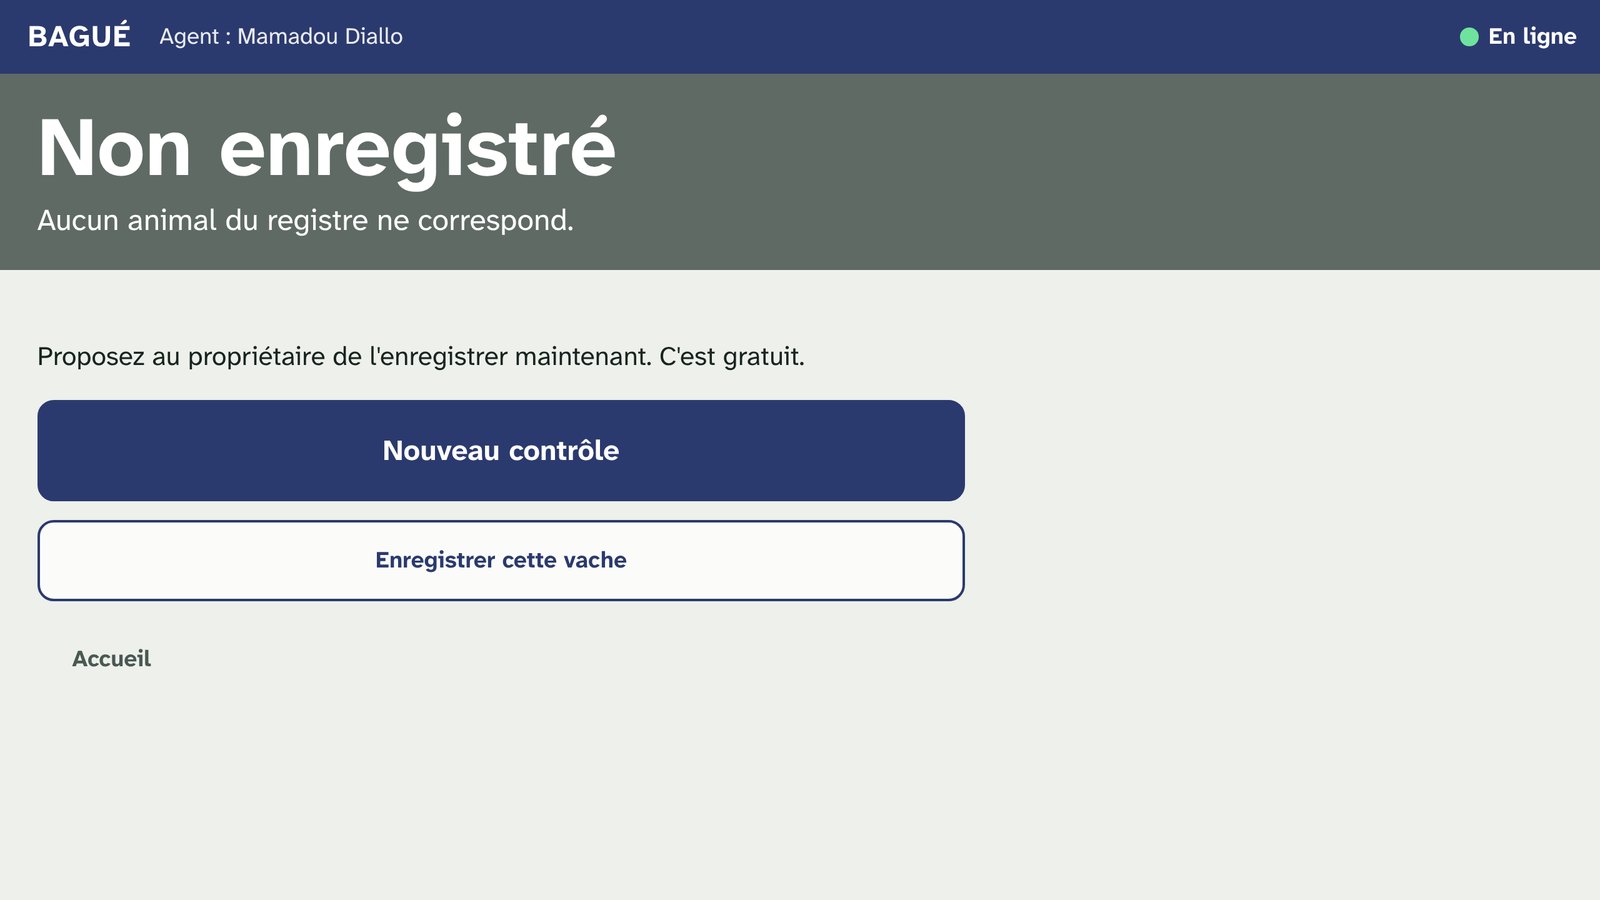 BAGUÉ
Agent : Mamadou Diallo
En ligne
Non enregistré
Aucun animal du registre ne correspond.
Proposez au propriétaire de l'enregistrer maintenant. C'est gratuit.
Nouveau contrôle
Enregistrer cette vache
Accueil